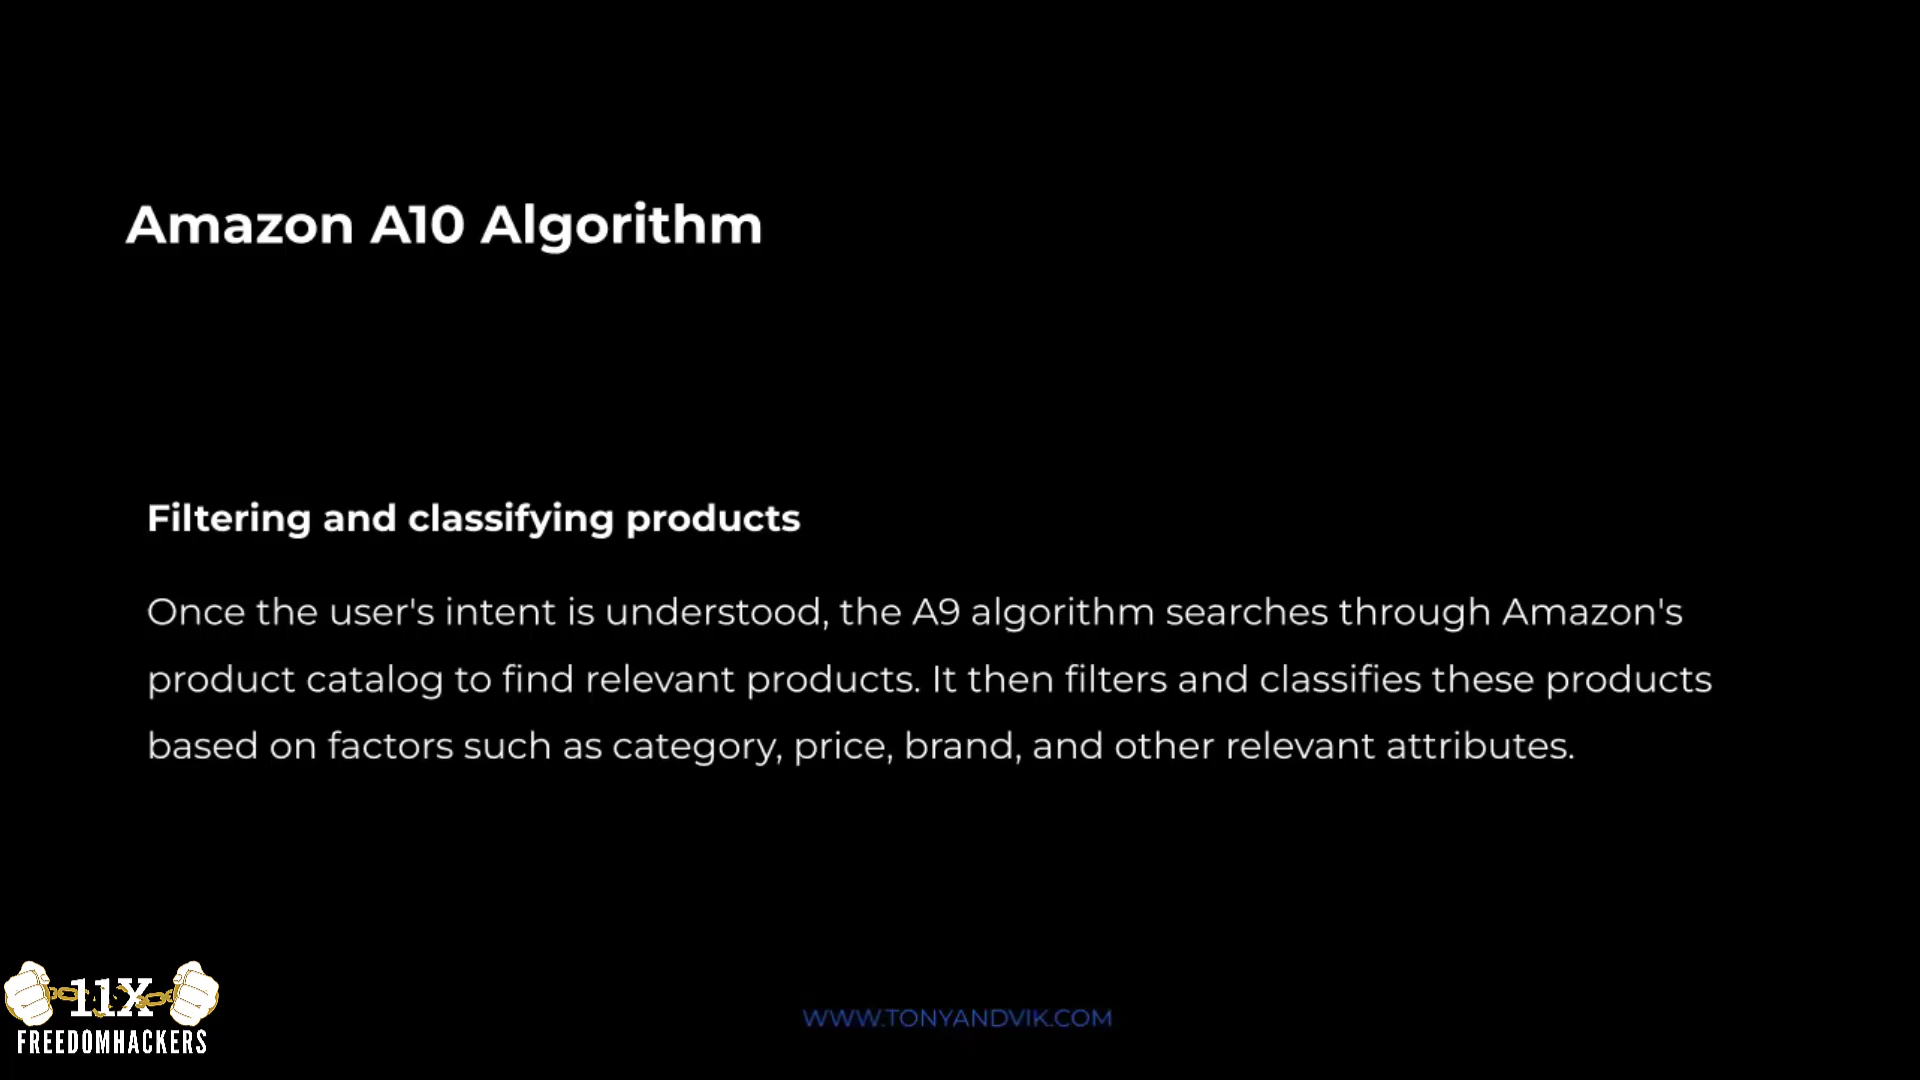 Amazon A10 Algorithm
Filtering and classifying products
Once the user's intent is understood, the A9 algorithm searches through Amazon's
product catalog to find relevant products. It then filters and classifies these products
based on factors such as category, price, brand, and other relevant attributes.
11X
FREEDOMHACKERS
WWW.TONYANDVIK.COM